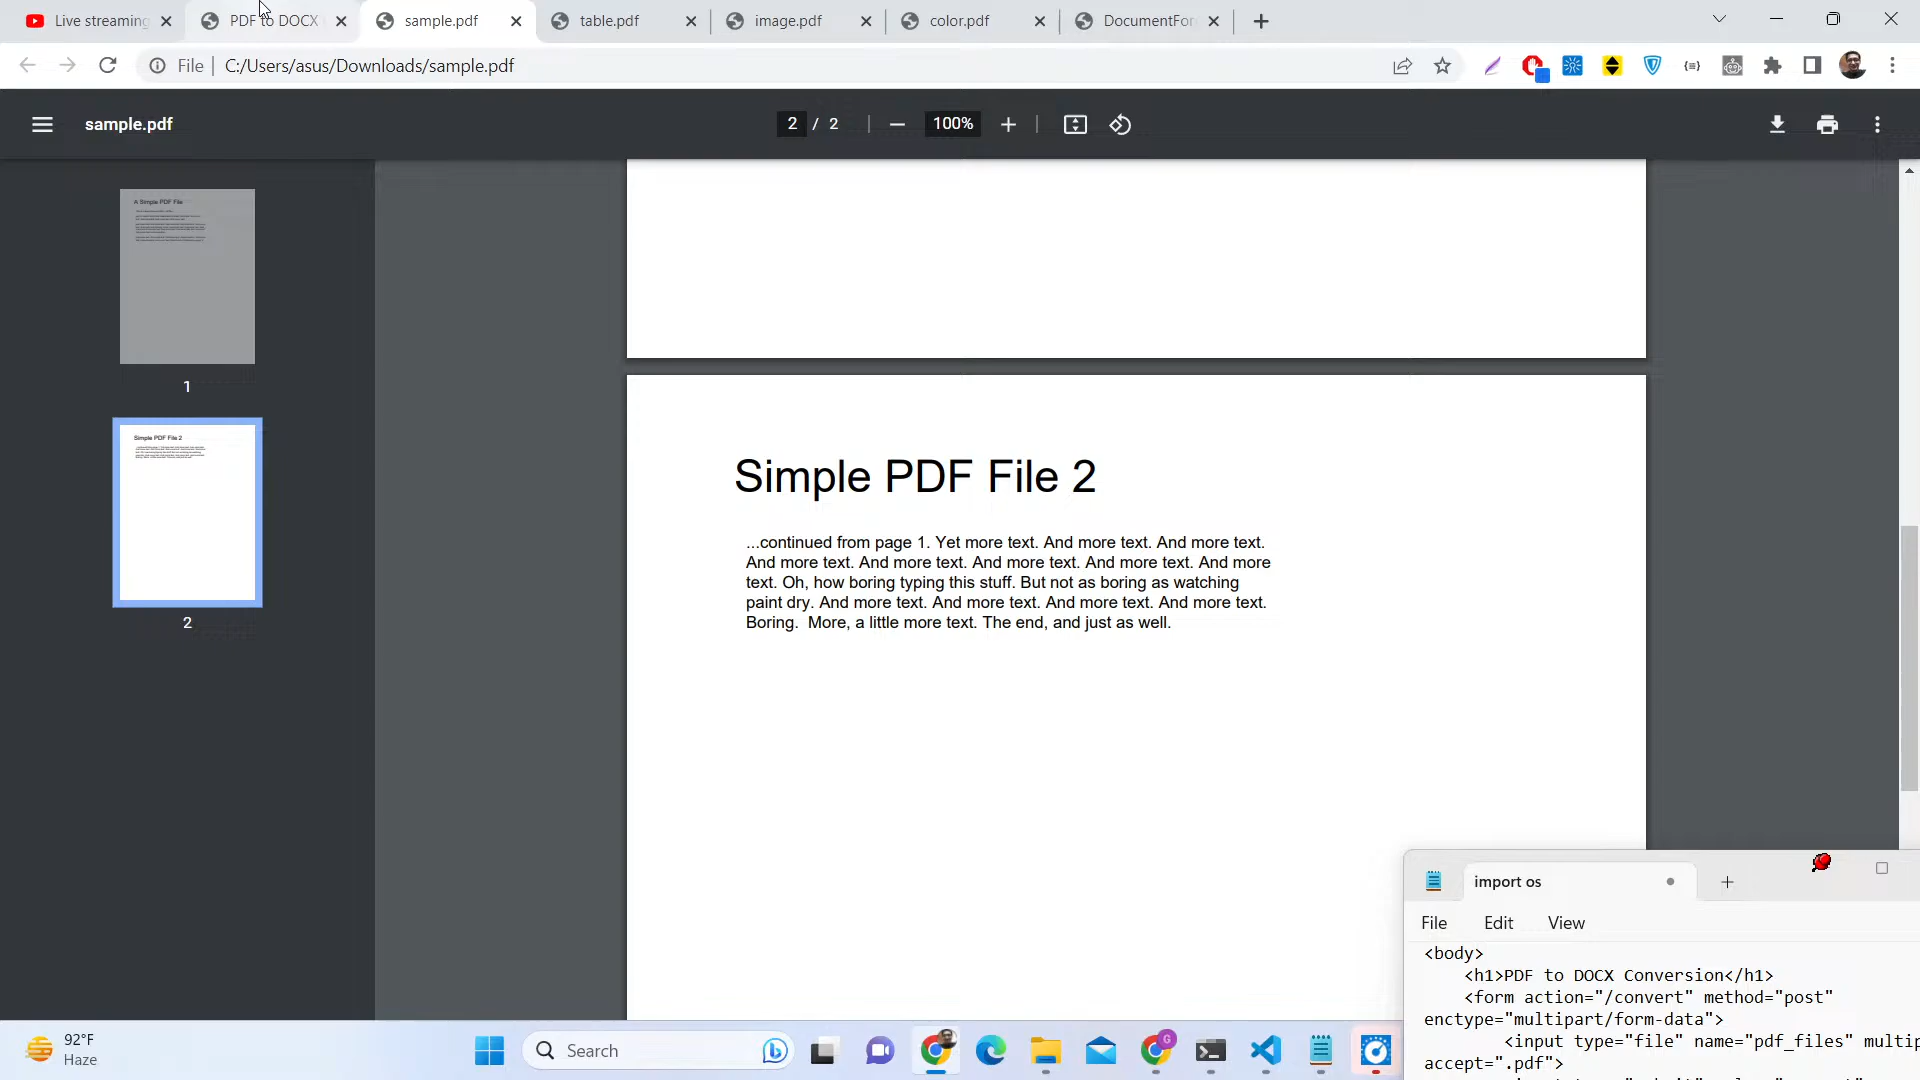 Live streaming
PDF to DOCX
sample.pdf
table.pdf
image.pdf
color.pdf
DocumentFor
File
C:/Users/asus/Downloads/sample.pdf
sample.pdf
2 / 2
100%
A Simple PDF File
1
Simple PDF File 2
2
Simple PDF File 2
...continued from page 1. Yet more text. And more text. And more text.
And more text. And more text. And more text. And more text. And more
text. Oh, how boring typing this stuff. But not as boring as watching
paint dry. And more text. And more text. And more text. And more text.
Boring.  More, a little more text. The end, and just as well.
import os
File
Edit
View
<body>
<h1>PDF to DOCX Conversion</h1>
<form action="/convert" method="post"
enctype="multipart/form-data">
<input type="file" name="pdf_files" multip
accept=".pdf">
92°F
Haze
Search
G